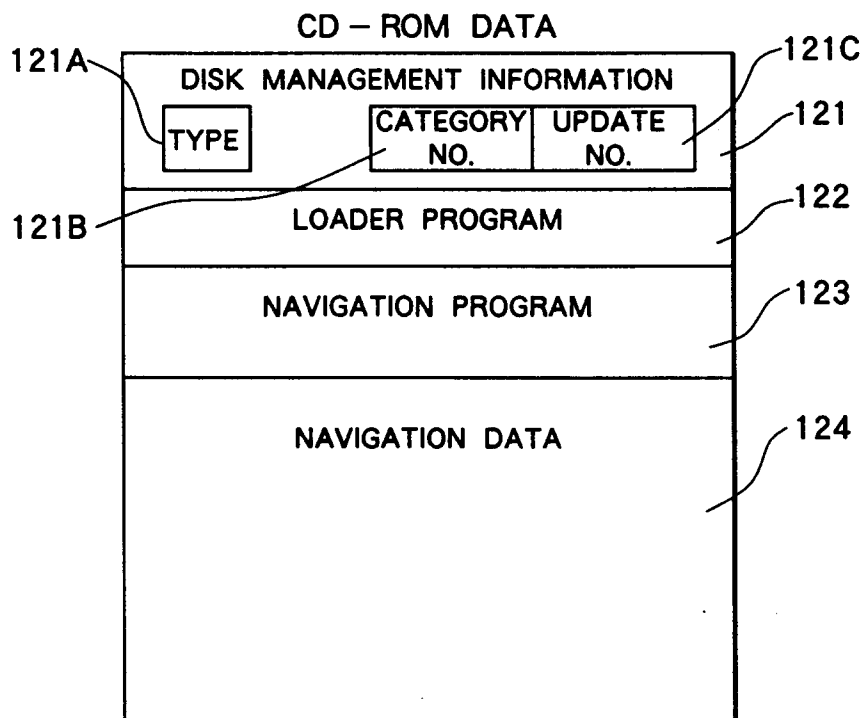 CD – ROM DATA
121A
121C
DISK MANAGEMENT INFORMATION
TYPE
CATEGORY
NO.
UPDATE
NO.
121
121B
LOADER PROGRAM
122
NAVIGATION PROGRAM
123
NAVIGATION DATA
124